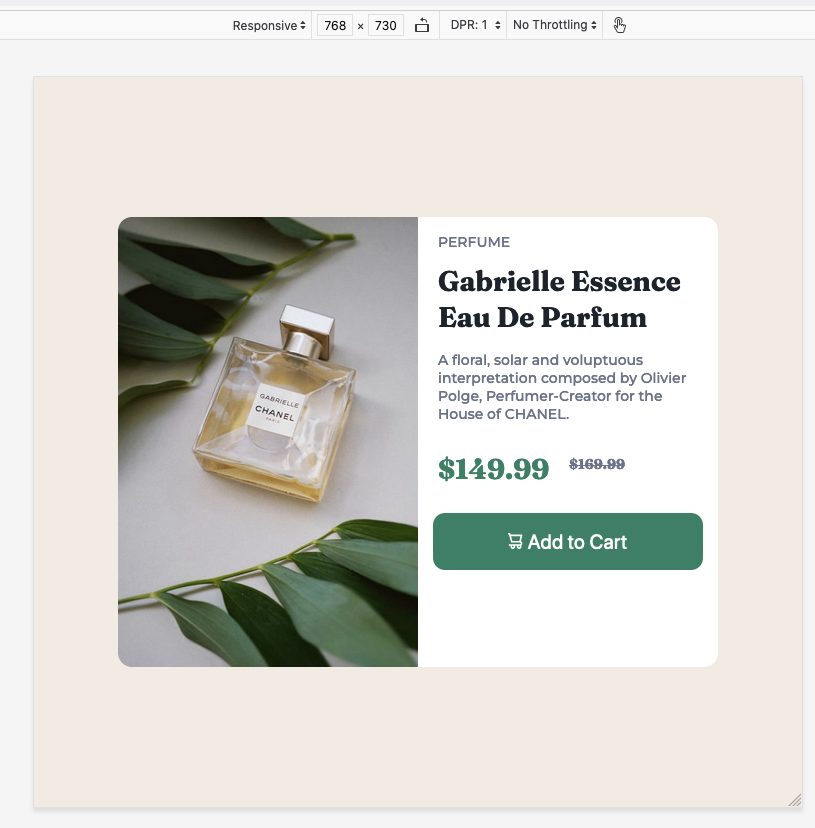 Responsive
768 × 730
DPR: 1
No Throttling
PERFUME
Gabrielle Essence
Eau De Parfum
GABRIELLE
CHANEL
PARIS
A floral, solar and voluptuous
interpretation composed by Olivier
Polge, Perfumer-Creator for the
House of CHANEL.
$149.99 $169.99
Add to Cart